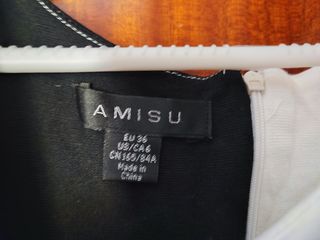 AMISU
EU 36
US/CA 6
CN 165/84A
Made in
China